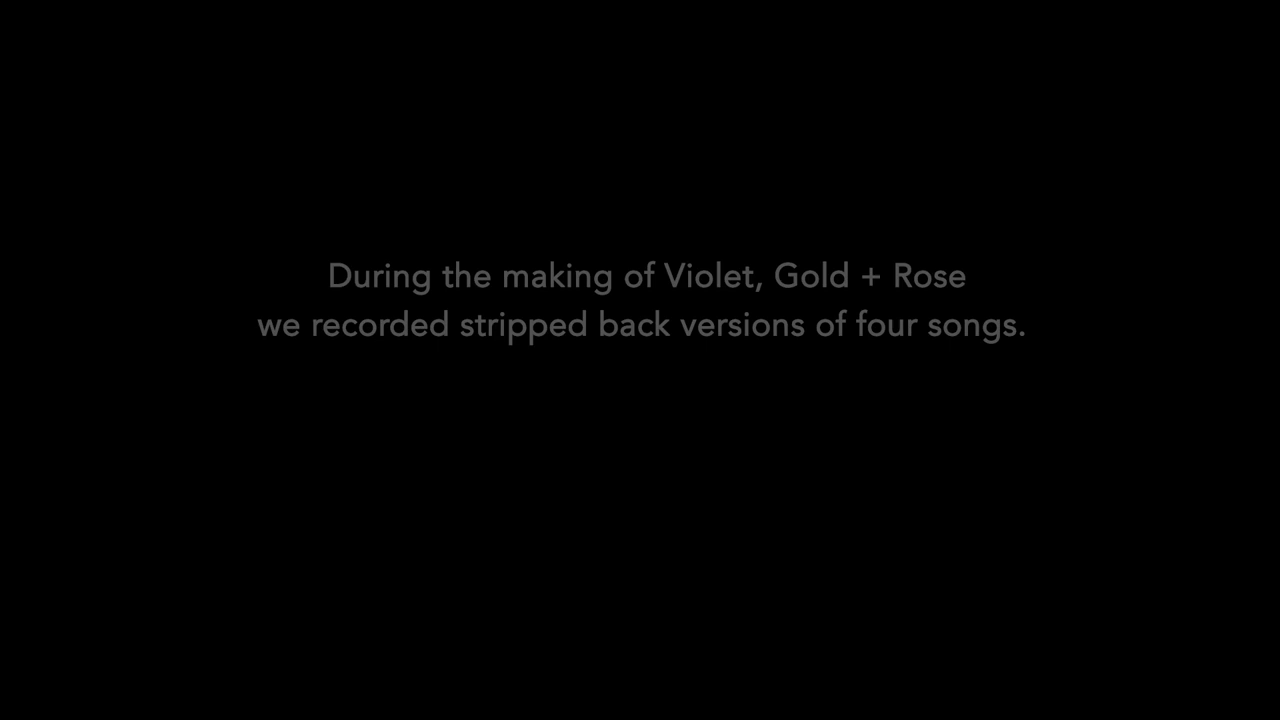 During the making of Violet, Gold + Rose
we recorded stripped back versions of four songs.